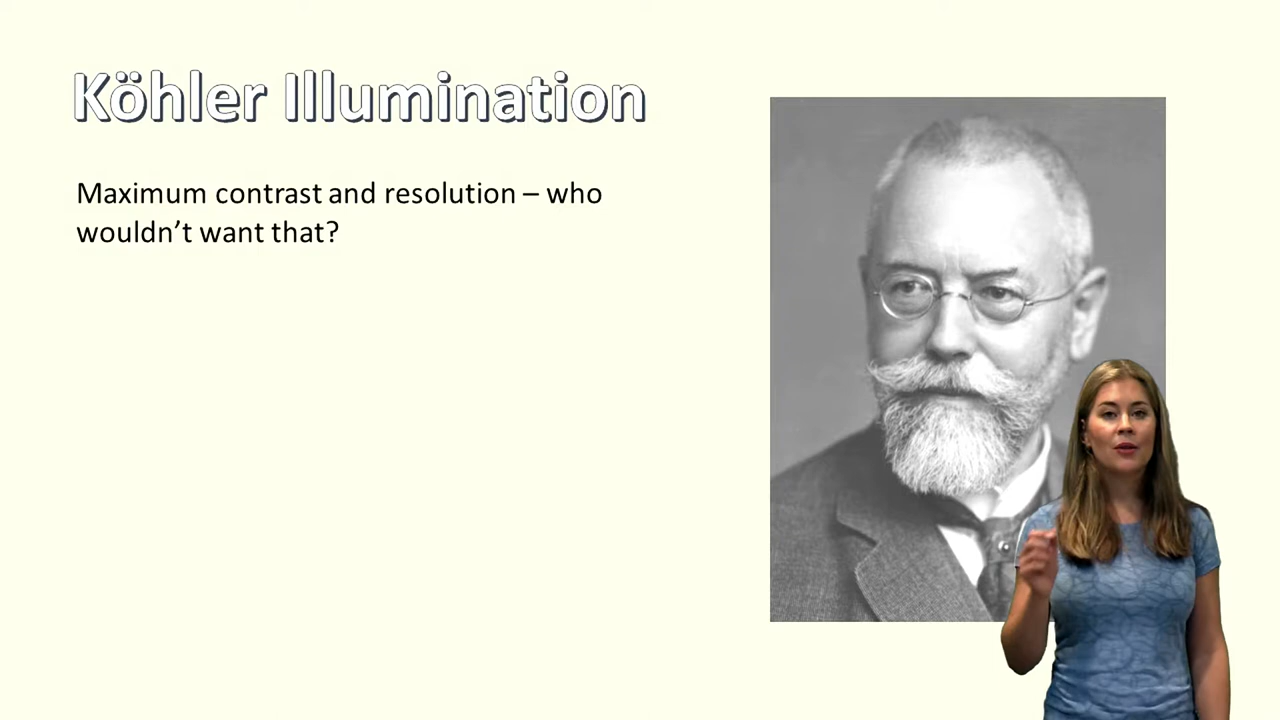 Köhler Illumination
Maximum contrast and resolution – who
wouldn’t want that?